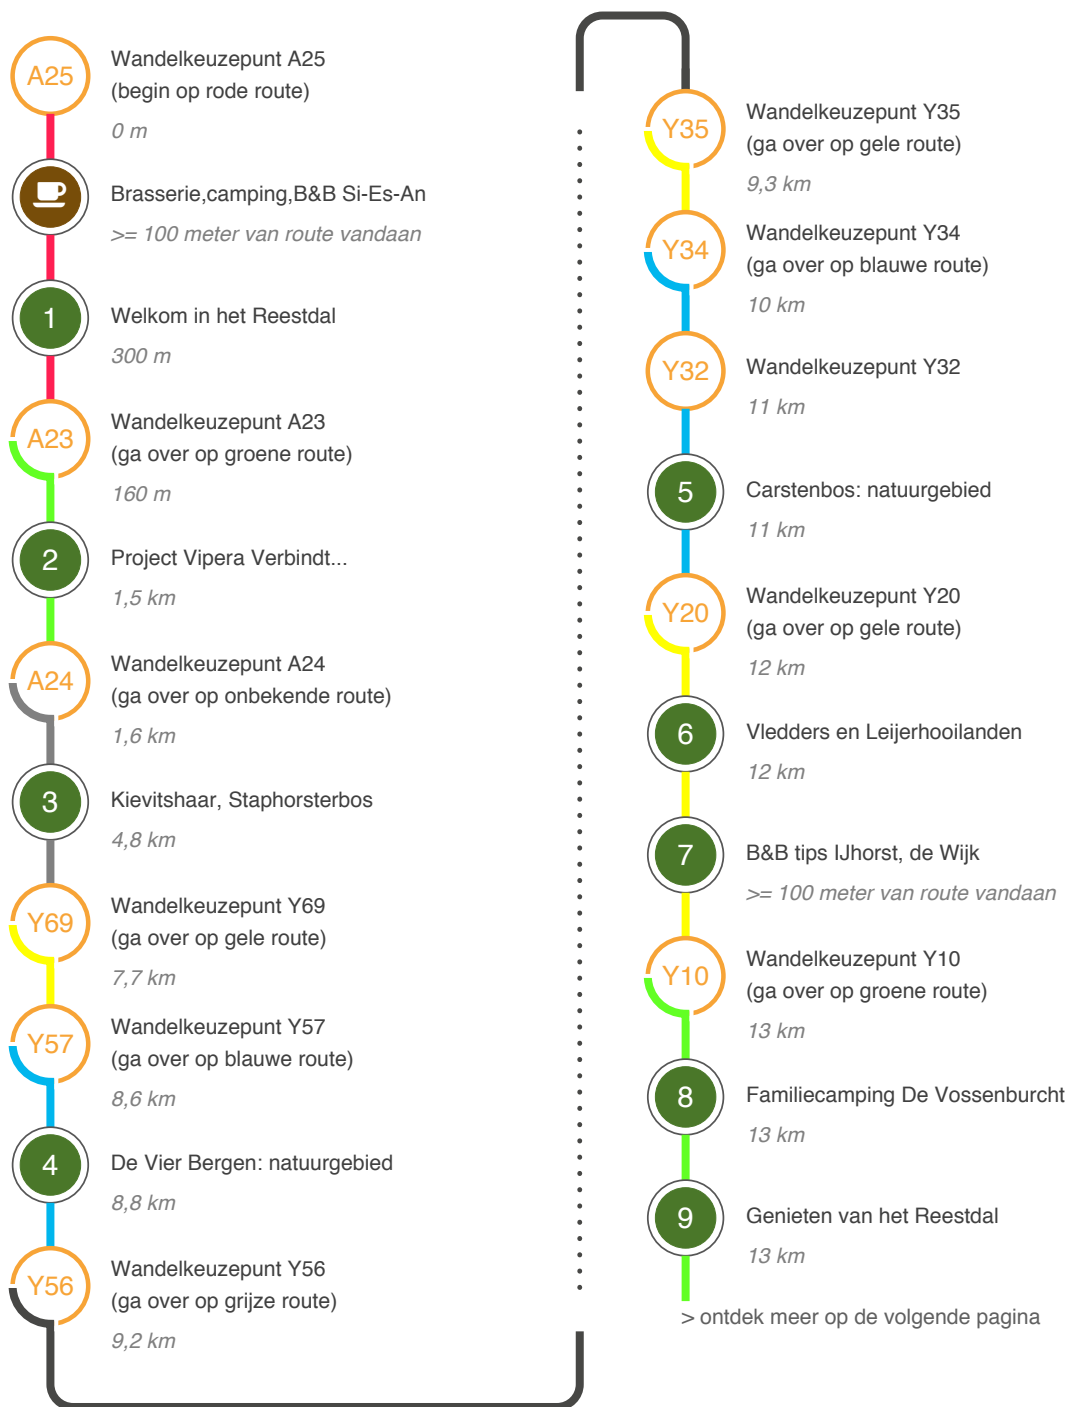 A25
Wandelkeuzepunt A25
(begin op rode route)
0 m
Brasserie,camping,B&B Si-Es-An
>= 100 meter van route vandaan
1
Welkom in het Reestdal
300 m
A23
Wandelkeuzepunt A23
(ga over op groene route)
160 m
2
Project Vipera Verbindt...
1,5 km
A24
Wandelkeuzepunt A24
(ga over op onbekende route)
1,6 km
3
Kievitshaar, Staphorsterbos
4,8 km
Y69
Wandelkeuzepunt Y69
(ga over op gele route)
7,7 km
Y57
Wandelkeuzepunt Y57
(ga over op blauwe route)
8,6 km
4
De Vier Bergen: natuurgebied
8,8 km
Y56
Wandelkeuzepunt Y56
(ga over op grijze route)
9,2 km
Y35
Wandelkeuzepunt Y35
(ga over op gele route)
9,3 km
Y34
Wandelkeuzepunt Y34
(ga over op blauwe route)
10 km
Y32
Wandelkeuzepunt Y32
11 km
5
Carstenbos: natuurgebied
11 km
Y20
Wandelkeuzepunt Y20
(ga over op gele route)
12 km
6
Vledders en Leijerhooilanden
12 km
7
B&B tips IJhorst, de Wijk
>= 100 meter van route vandaan
Y10
Wandelkeuzepunt Y10
(ga over op groene route)
13 km
8
Familiecamping De Vossenburcht
13 km
9
Genieten van het Reestdal
13 km
> ontdek meer op de volgende pagina